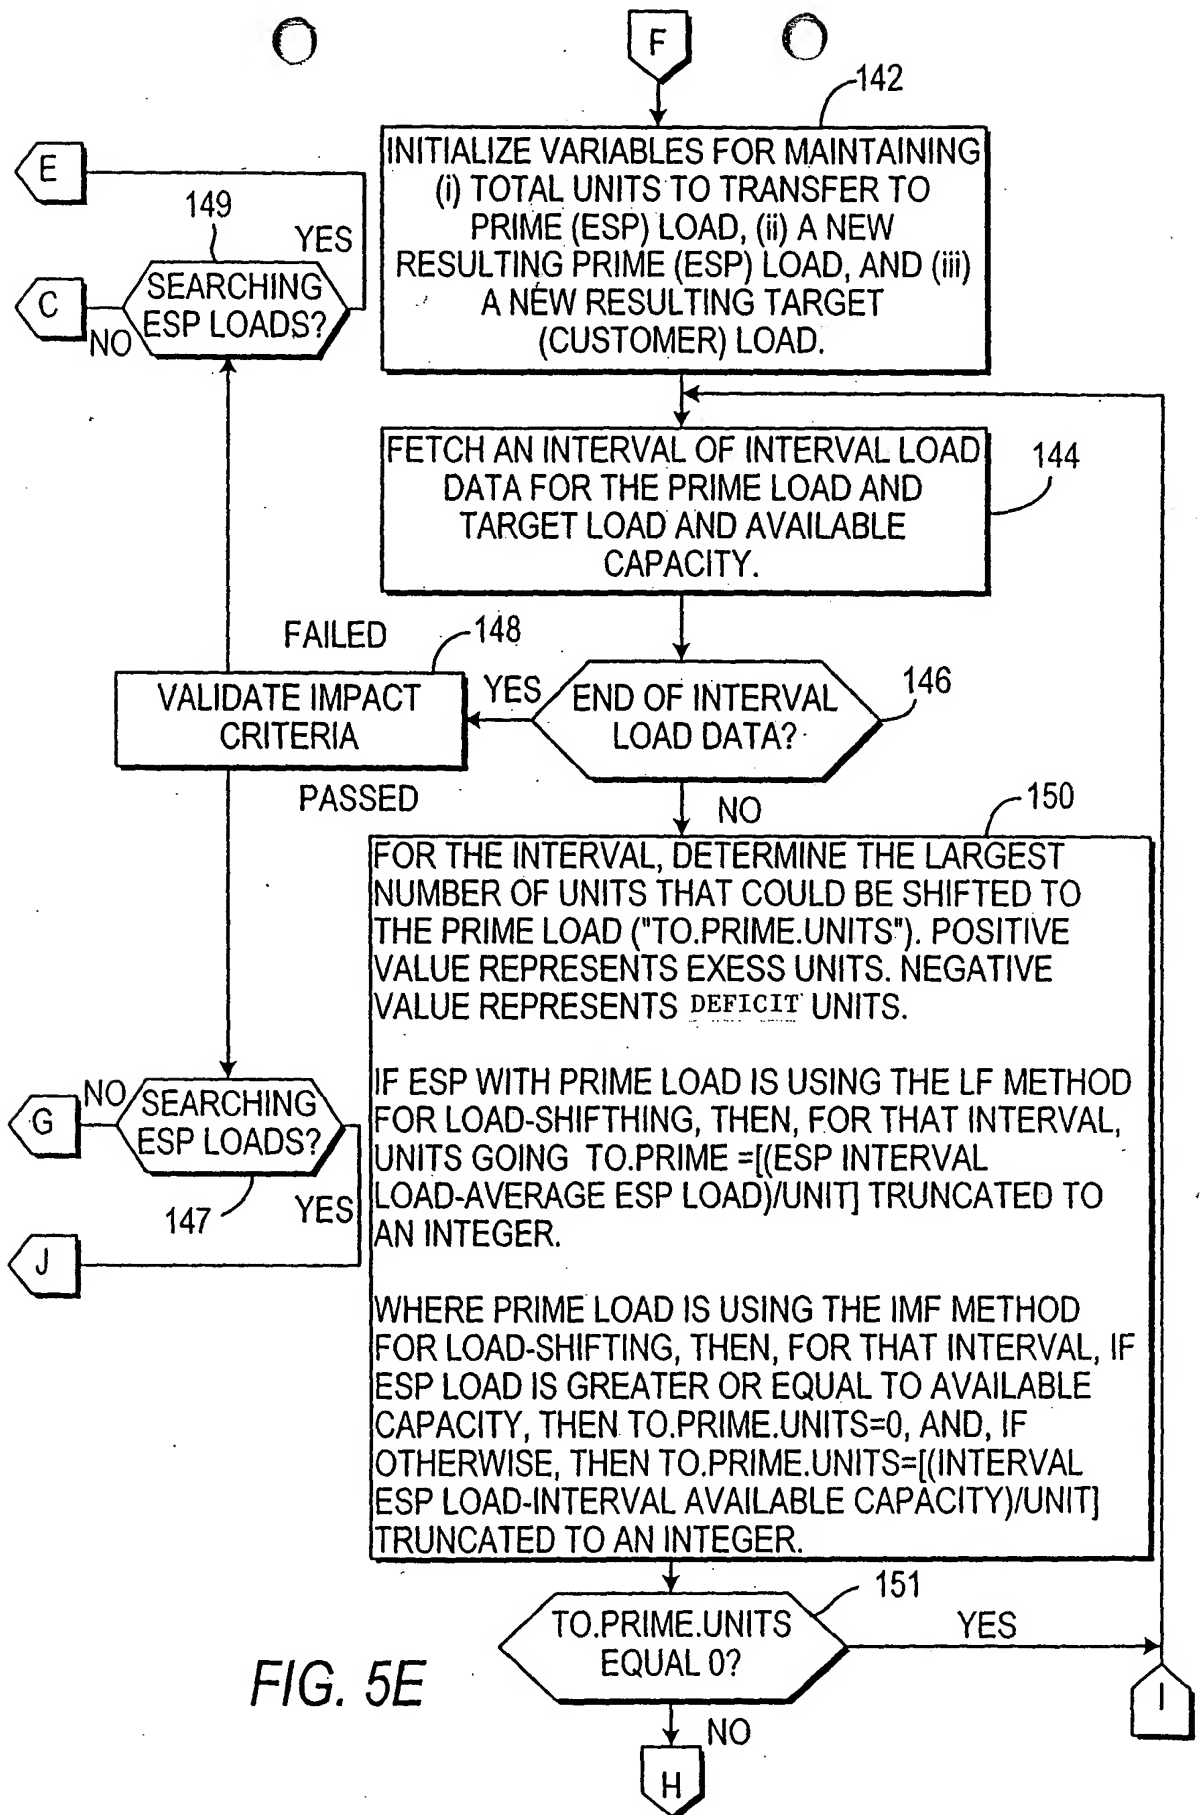 F
142
INITIALIZE VARIABLES FOR MAINTAINING
(i) TOTAL UNITS TO TRANSFER TO
PRIME (ESP) LOAD, (ii) A NEW
RESULTING PRIME (ESP) LOAD, AND (iii)
A NEW RESULTING TARGET
(CUSTOMER) LOAD.
E
149
YES
SEARCHING
ESP LOADS?
C
NO
FETCH AN INTERVAL OF INTERVAL LOAD
DATA FOR THE PRIME LOAD AND
TARGET LOAD AND AVAILABLE
CAPACITY.
144
FAILED
148
VALIDATE IMPACT
CRITERIA
YES
END OF INTERVAL
LOAD DATA?
146
PASSED
NO
150
FOR THE INTERVAL, DETERMINE THE LARGEST
NUMBER OF UNITS THAT COULD BE SHIFTED TO
THE PRIME LOAD ("TO.PRIME.UNITS"). POSITIVE
VALUE REPRESENTS EXESS UNITS. NEGATIVE
VALUE REPRESENTS DEFICIT UNITS.
IF ESP WITH PRIME LOAD IS USING THE LF METHOD
FOR LOAD-SHIFTHING, THEN, FOR THAT INTERVAL,
UNITS GOING TO.PRIME =[(ESP INTERVAL
LOAD-AVERAGE ESP LOAD)/UNIT] TRUNCATED TO
AN INTEGER.
WHERE PRIME LOAD IS USING THE IMF METHOD
FOR LOAD-SHIFTING, THEN, FOR THAT INTERVAL, IF
ESP LOAD IS GREATER OR EQUAL TO AVAILABLE
CAPACITY, THEN TO.PRIME.UNITS=0, AND, IF
OTHERWISE, THEN TO.PRIME.UNITS=[(INTERVAL
ESP LOAD-INTERVAL AVAILABLE CAPACITY)/UNIT]
TRUNCATED TO AN INTEGER.
G
NO
SEARCHING
ESP LOADS?
147
YES
J
151
TO.PRIME.UNITS
EQUAL 0?
YES
I
NO
H
FIG. 5E